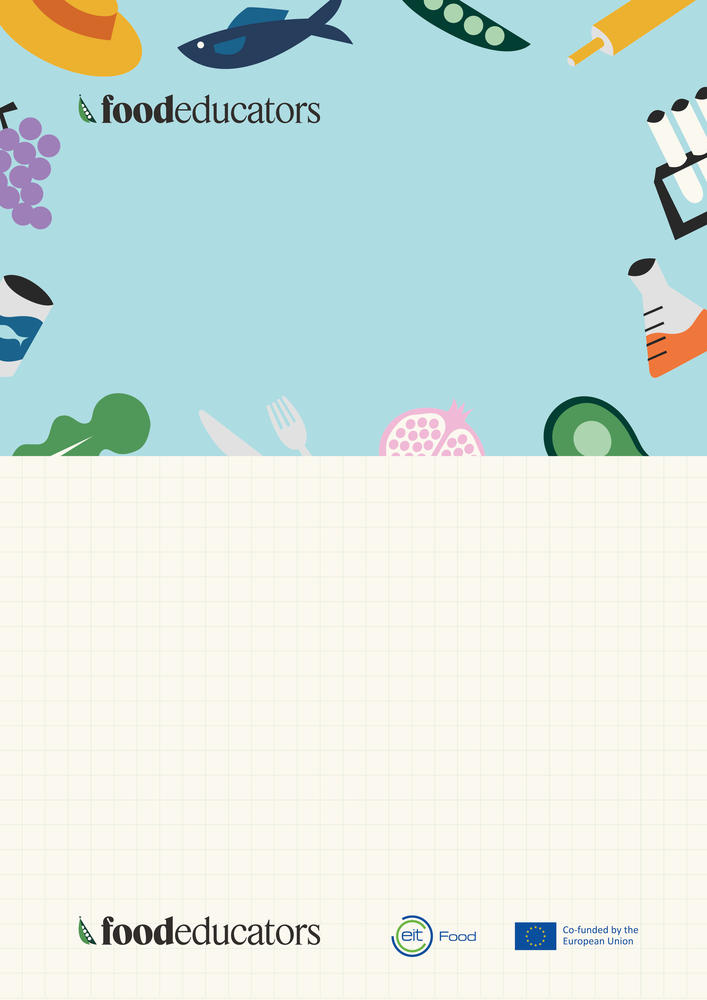 foodeducators
foodeducators
eit Food
Co-funded by the
European Union